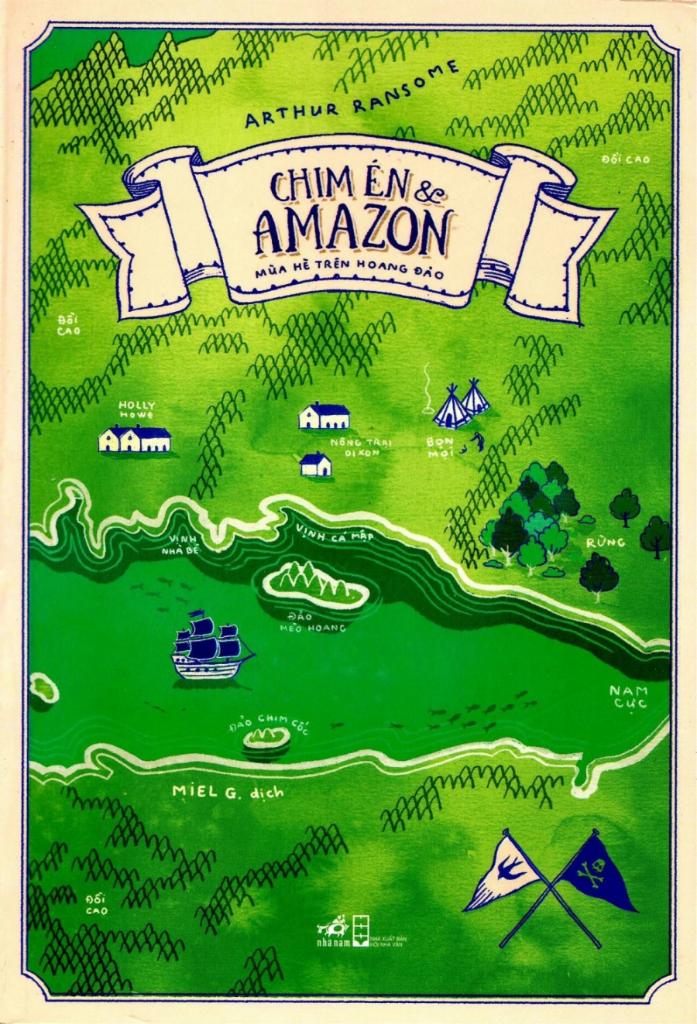 ARTHUR RANSOME
CHIM ÉN &
AMAZON
MÙA HÈ TRÊN HOANG ĐẢO
ĐỒI CAO
ĐỒI
CAO
HOLLY
HOWE
NÔNG TRẠI
DIXON
BỌN
MỌI
RỪNG
VỊNH
NHÀ BÈ
VỊNH CÁ MẬP
ĐẢO
MÈO HOANG
NAM
CỰC
ĐẢO CHIM CỐC
MIEL G. dịch
ĐỒI
CAO
nhã nam
NHÀ XUẤT BẢN
HỘI NHÀ VĂN